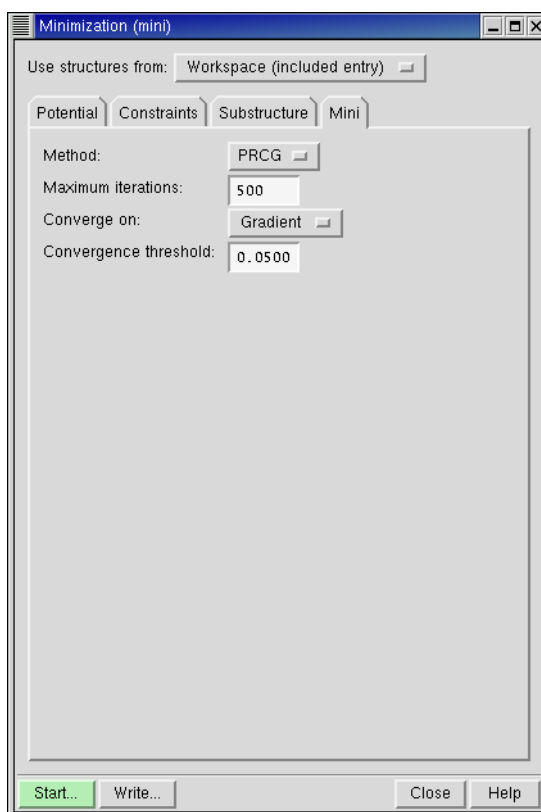 Minimization (mini)
Use structures from: Workspace (included entry)
Potential Constraints Substructure Mini
Method: PRCG
Maximum iterations: 500
Converge on: Gradient
Convergence threshold: 0.0500
Start... Write... Close Help